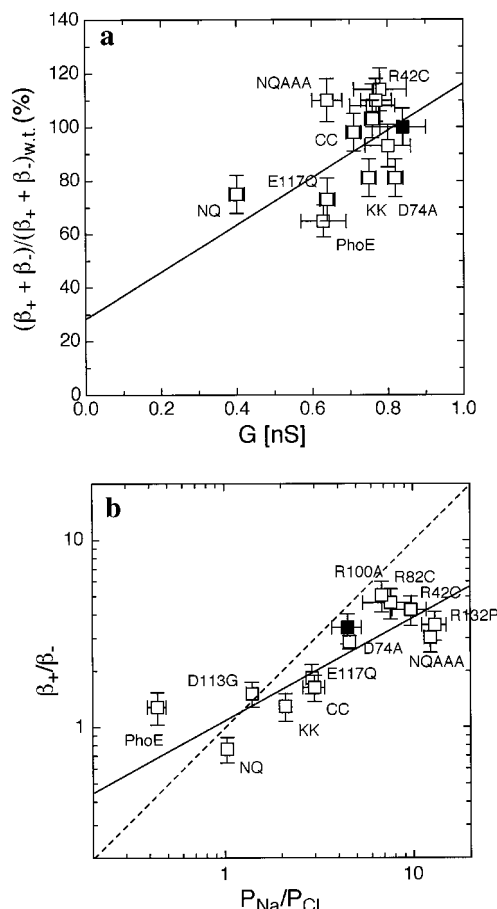 a
140
120
100
80
60
40
20
0
((β₊ + β₋)/(β₊ + β₋)w.t. (%)
NQAAA
R42C
CC
E117Q
NQ
KK
D74A
PhoE
0.0
0.2
0.4
0.6
0.8
1.0
G [nS]
b
10
1
β₊/β₋
R100A
R82C
R42C
R132P
D74A
NQAAA
D113G
E117Q
CC
PhoE
KK
NQ
1
10
P_Na/P_Cl